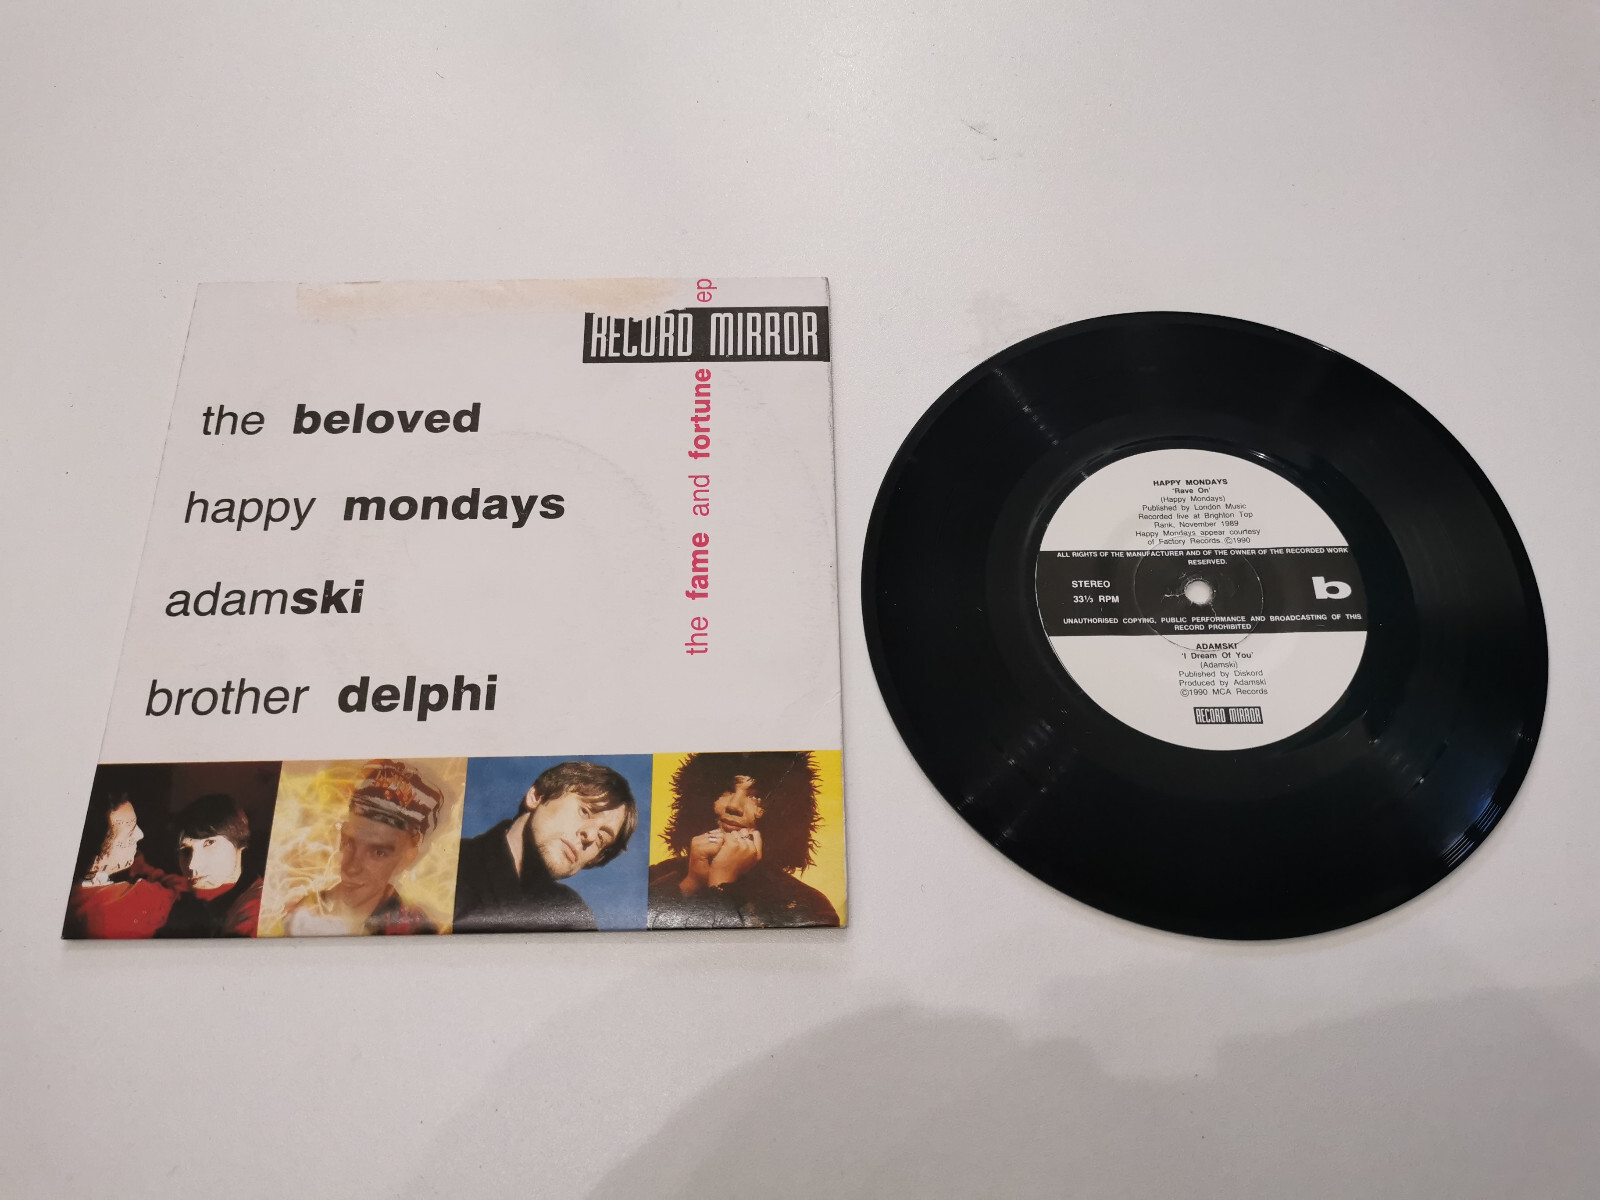 RECORD MIRROR
the fame and fortune ep
the beloved
happy mondays
adamski
brother delphi
HAPPY MONDAYS
'Rave On'
(Happy Mondays)
Published by London Music
Recorded live at Brighton Top
Rank, November 1989
Happy Mondays appear courtesy
of Factory Records ©1990
ALL RIGHTS OF THE MANUFACTURER AND OF THE OWNER OF THE RECORDED WORK
RESERVED.
STEREO
33⅓ RPM
b
UNAUTHORISED COPYING, PUBLIC PERFORMANCE AND BROADCASTING OF THIS
RECORD PROHIBITED
ADAMSKI
'I Dream Of You'
(Adamski)
Published by Diskord
Produced by Adamski
©1990 MCA Records
RECORD MIRROR